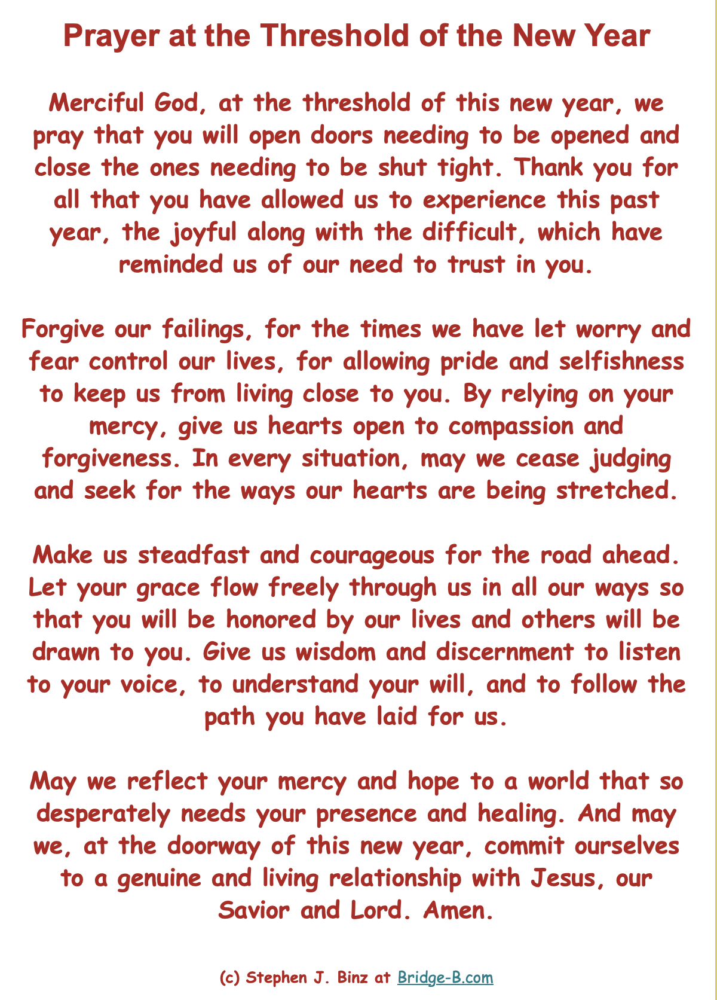 Prayer at the Threshold of the New Year
Merciful God, at the threshold of this new year, we
pray that you will open doors needing to be opened and
close the ones needing to be shut tight. Thank you for
all that you have allowed us to experience this past
year, the joyful along with the difficult, which have
reminded us of our need to trust in you.
Forgive our failings, for the times we have let worry and
fear control our lives, for allowing pride and selfishness
to keep us from living close to you. By relying on your
mercy, give us hearts open to compassion and
forgiveness. In every situation, may we cease judging
and seek for the ways our hearts are being stretched.
Make us steadfast and courageous for the road ahead.
Let your grace flow freely through us in all our ways so
that you will be honored by our lives and others will be
drawn to you. Give us wisdom and discernment to listen
to your voice, to understand your will, and to follow the
path you have laid for us.
May we reflect your mercy and hope to a world that so
desperately needs your presence and healing. And may
we, at the doorway of this new year, commit ourselves
to a genuine and living relationship with Jesus, our
Savior and Lord. Amen.
(c) Stephen J. Binz at Bridge-B.com